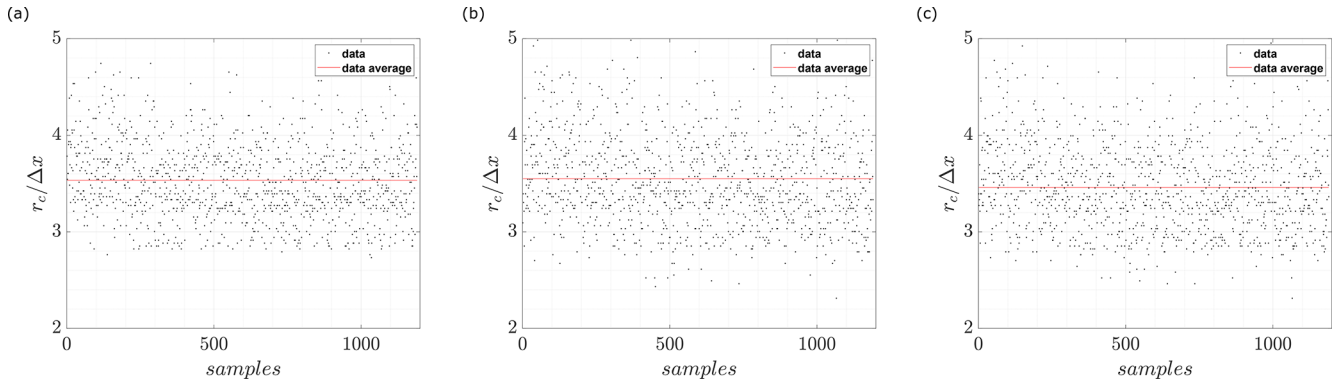 (a)
5
4
3
2
r_c/Δx
0
500
1000
samples
data
data average
(b)
5
4
3
2
r_c/Δx
0
500
1000
samples
data
data average
(c)
5
4
3
2
r_c/Δx
0
500
1000
samples
data
data average